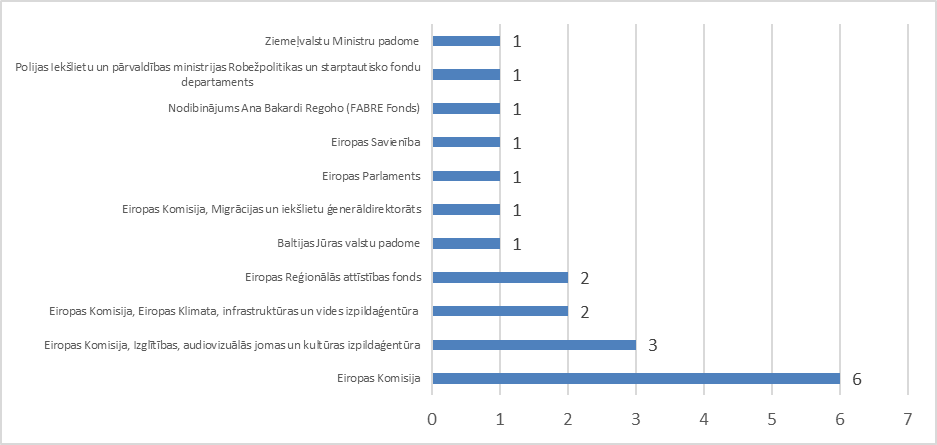 Ziemeļvalstu Ministru padome 1
Polijas Iekšlietu un pārvaldības ministrijas Robežpolitikas un starptautisko fondu
departaments 1
Nodibinājums Ana Bakardi Regoho (FABRE Fonds) 1
Eiropas Savienība 1
Eiropas Parlaments 1
Eiropas Komisija, Migrācijas un iekšlietu ģenerāldirektorāts 1
Baltijas Jūras valstu padome 1
Eiropas Reģionālās attīstības fonds 2
Eiropas Komisija, Eiropas Klimata, infrastruktūras un vides izpildaģentūra 2
Eiropas Komisija, Izglītības, audiovizuālās jomas un kultūras izpildaģentūra 3
Eiropas Komisija 6
0 1 2 3 4 5 6 7